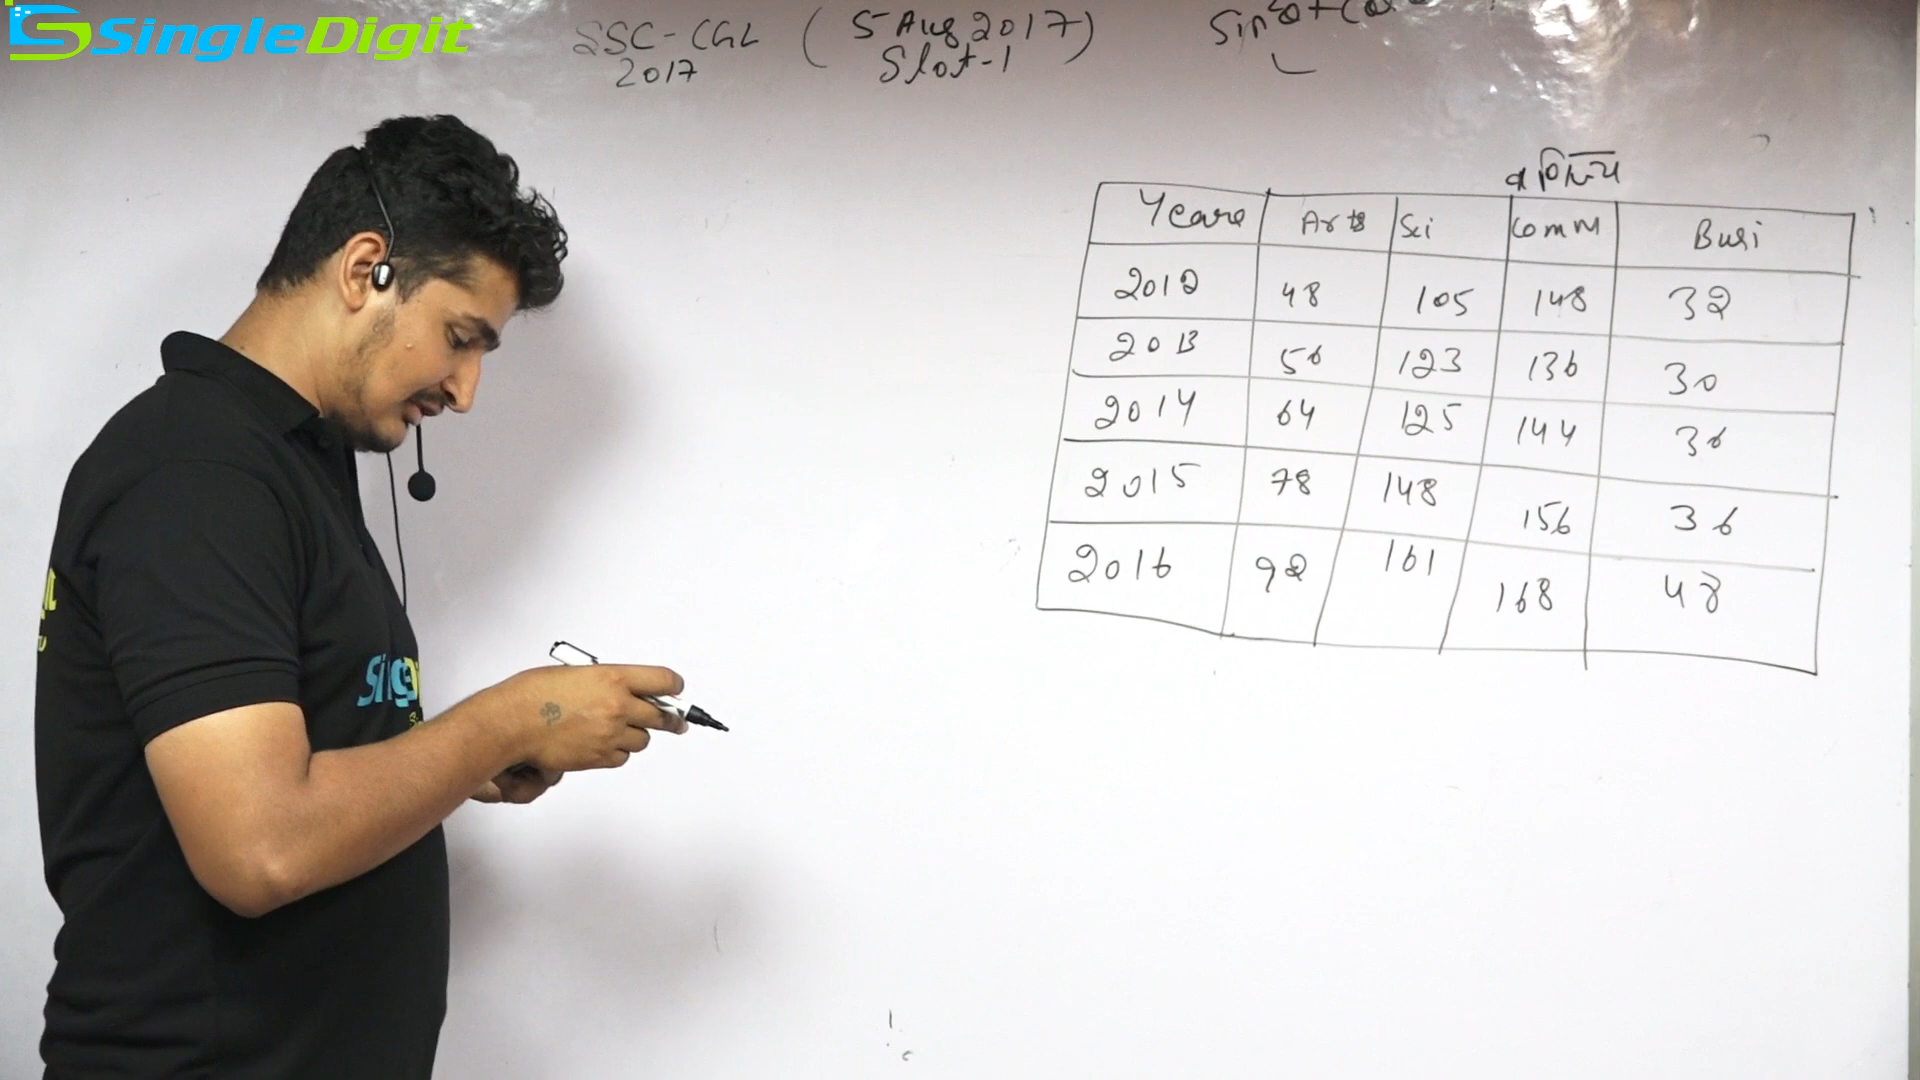 SingleDigit
SSC-CGL (5 Aug 2017)
2017 Slot-1
वाणिज्य
Years Arts Sci Comm Busi
2012 48 105 148 32
2013 56 123 136 30
2014 64 125 144 36
2015 78 148 156 36
2016 92 161 168 48